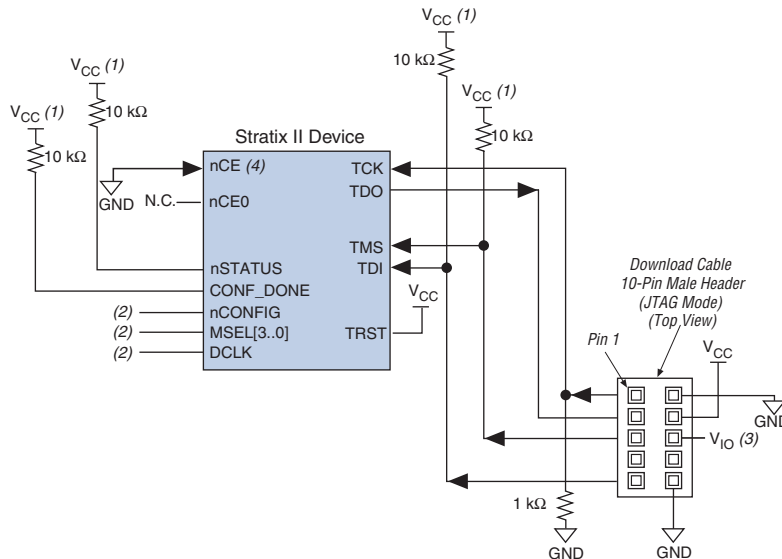 VCC (1)
10 kΩ
VCC (1)
10 kΩ
VCC (1)
10 kΩ
VCC (1)
10 kΩ
Stratix II Device
nCE (4)
GND
N.C.
nCE0
nSTATUS
CONF_DONE
(2)
nCONFIG
(2)
MSEL[3..0]
(2)
DCLK
TCK
TDO
TMS
TDI
VCC
TRST
Download Cable
10-Pin Male Header
(JTAG Mode)
(Top View)
Pin 1
VCC
GND
VIO (3)
1 kΩ
GND
GND